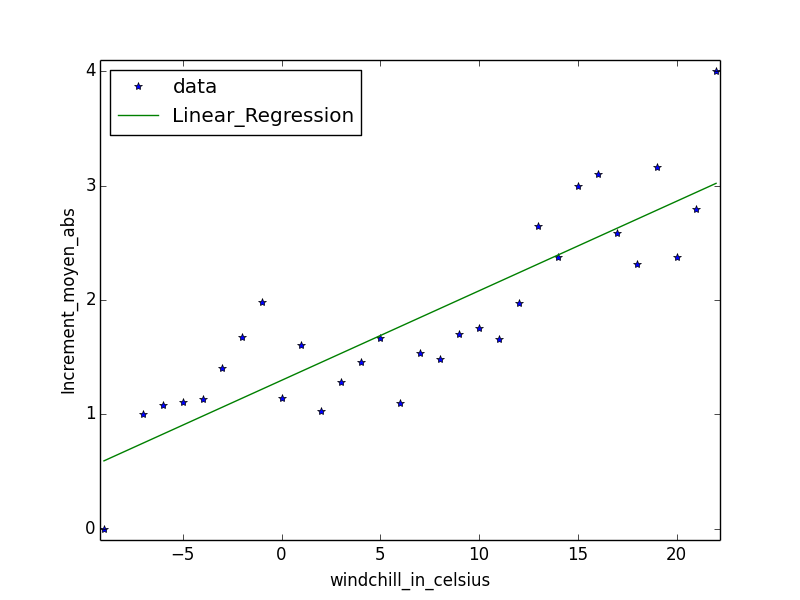 data
Linear_Regression
4
3
2
1
0
Increment_moyen_abs
−5 0 5 10 15 20
windchill_in_celsius